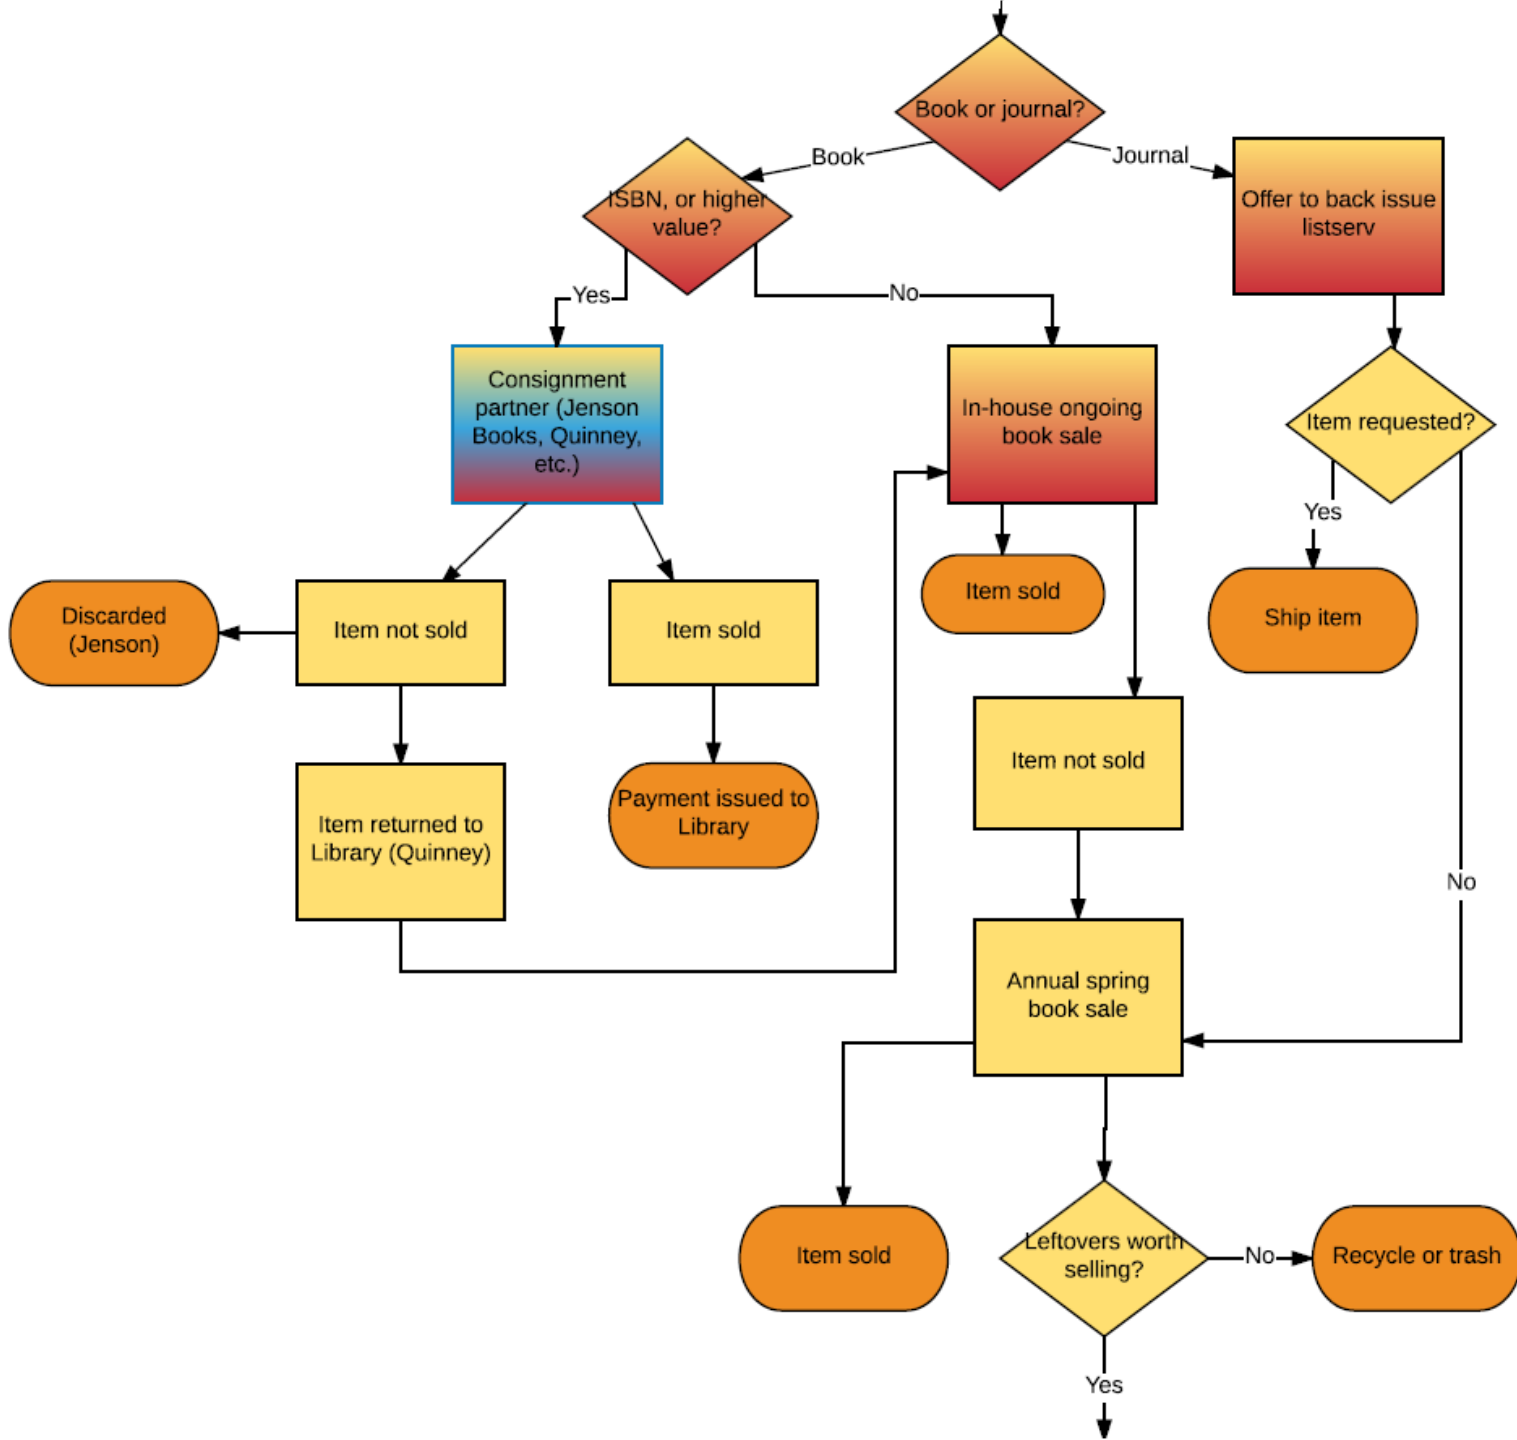 Book or journal?
Book
Journal
ISBN, or higher
value?
Offer to back issue
listserv
Yes
No
Consignment
partner (Jenson
Books, Quinney,
etc.)
In-house ongoing
book sale
Item requested?
Yes
Discarded
(Jenson)
Item not sold
Item sold
Item sold
Ship item
Item not sold
Item returned to
Library (Quinney)
Payment issued to
Library
No
Annual spring
book sale
Item sold
Leftovers worth
selling?
No
Recycle or trash
Yes